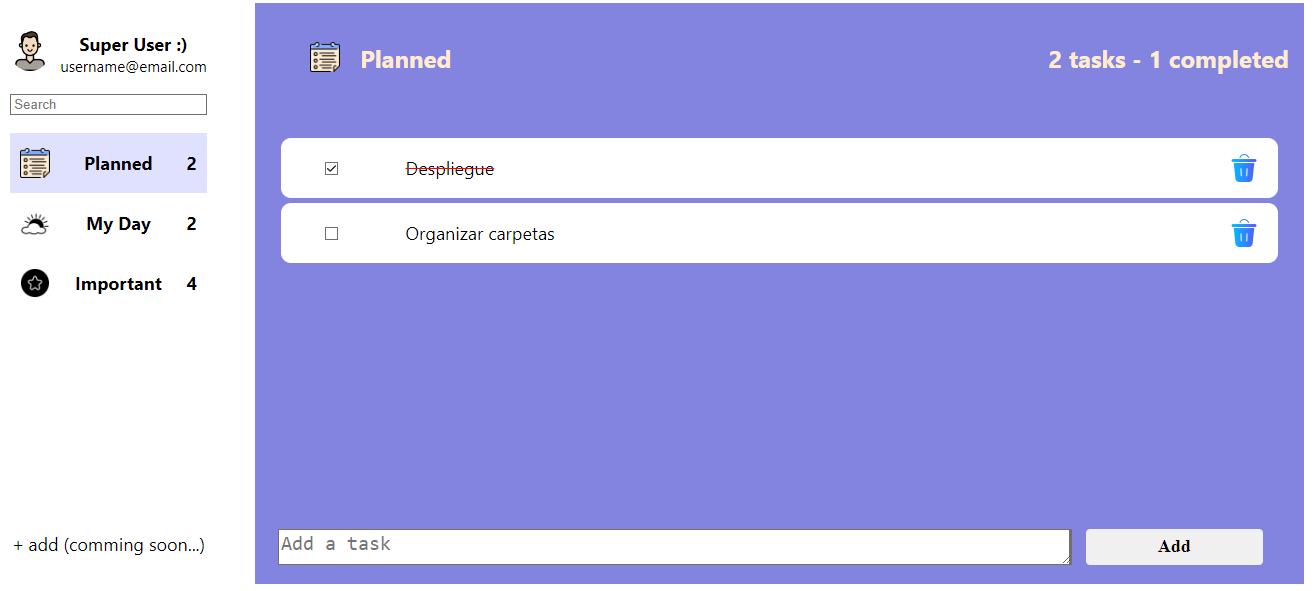 Super User :)
username@email.com
Search
Planned 2
My Day 2
Important 4
+ add (comming soon...)
Planned 2 tasks - 1 completed
Despliegue
Organizar carpetas
Add a task Add